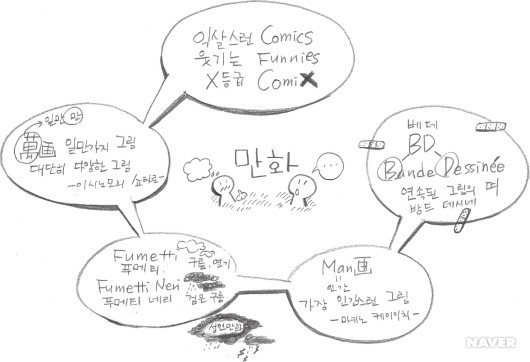 익살스런 Comics
웃기는 Funnies
X등급 Comix
일만 만
萬画 일만가지 그림
대단히 다양한 그림
-이시노모리 쇼타로-
만화
...
베데
BD
Bande Dessinée
연속된 그림의 띠
방드 데시네
Fumetti 구름, 연기
푸메티
Fumetti Neri 검은 구름
푸메티 네리
성인만화
Man画
인간
가장 인간스런 그림
-마키노 케이이치-
NAVER